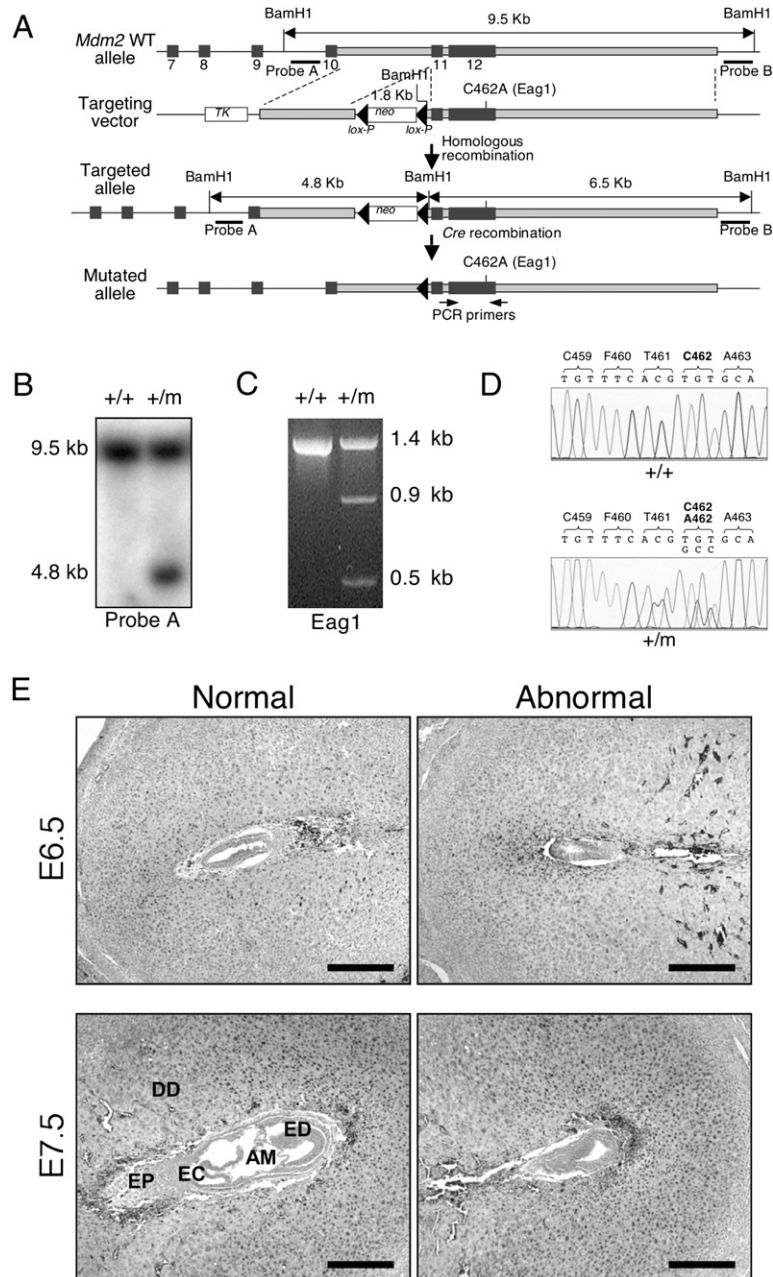 A
BamH1
9.5 Kb
BamH1
Mdm2 WT
allele
7 8 9 Probe A 10 11 12 Probe B
BamH1
1.8 Kb
C462A (Eag1)
Targeting
vector
TK
neo
lox-P
lox-P
Homologous
recombination
Targeted
allele
BamH1
4.8 Kb
BamH1
6.5 Kb
BamH1
neo
Probe A
Probe B
Cre recombination
Mutated
allele
C462A (Eag1)
PCR primers
B
+/+ +/m
9.5 kb
4.8 kb
Probe A
C
+/+ +/m
1.4 kb
0.9 kb
0.5 kb
Eag1
D
C459 F460 T461 C462 A463
T G T T T C A C G T G T G C A
+/+
C462
C459 F460 T461 A462 A463
T G T T T C A C G T G T G C A
G C C
+/m
E
Normal
Abnormal
E6.5
E7.5
DD
ED
AM
EC
EP